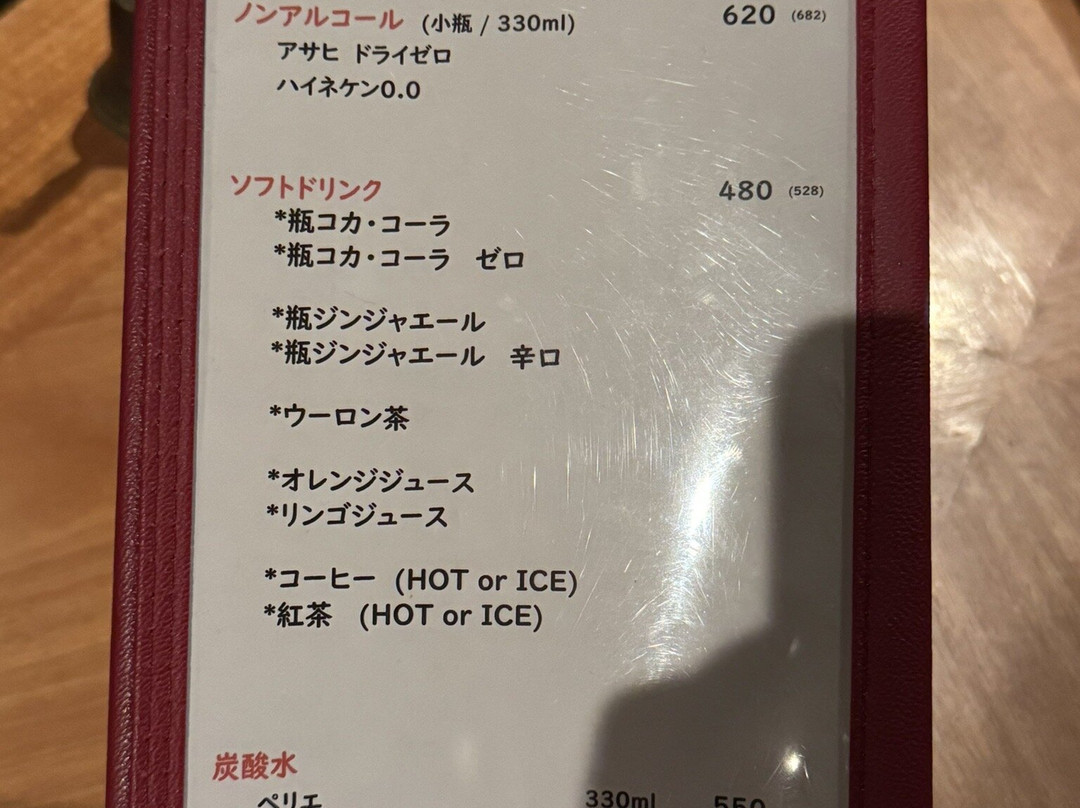 ノンアルコール (小瓶 / 330ml) 620 (682)
アサヒ ドライゼロ
ハイネケン0.0
ソフトドリンク 480 (528)
*瓶コカ・コーラ
*瓶コカ・コーラ ゼロ
*瓶ジンジャエール
*瓶ジンジャエール 辛口
*ウーロン茶
*オレンジジュース
*リンゴジュース
*コーヒー (HOT or ICE)
*紅茶 (HOT or ICE)
炭酸水
ペリエ 330ml 550